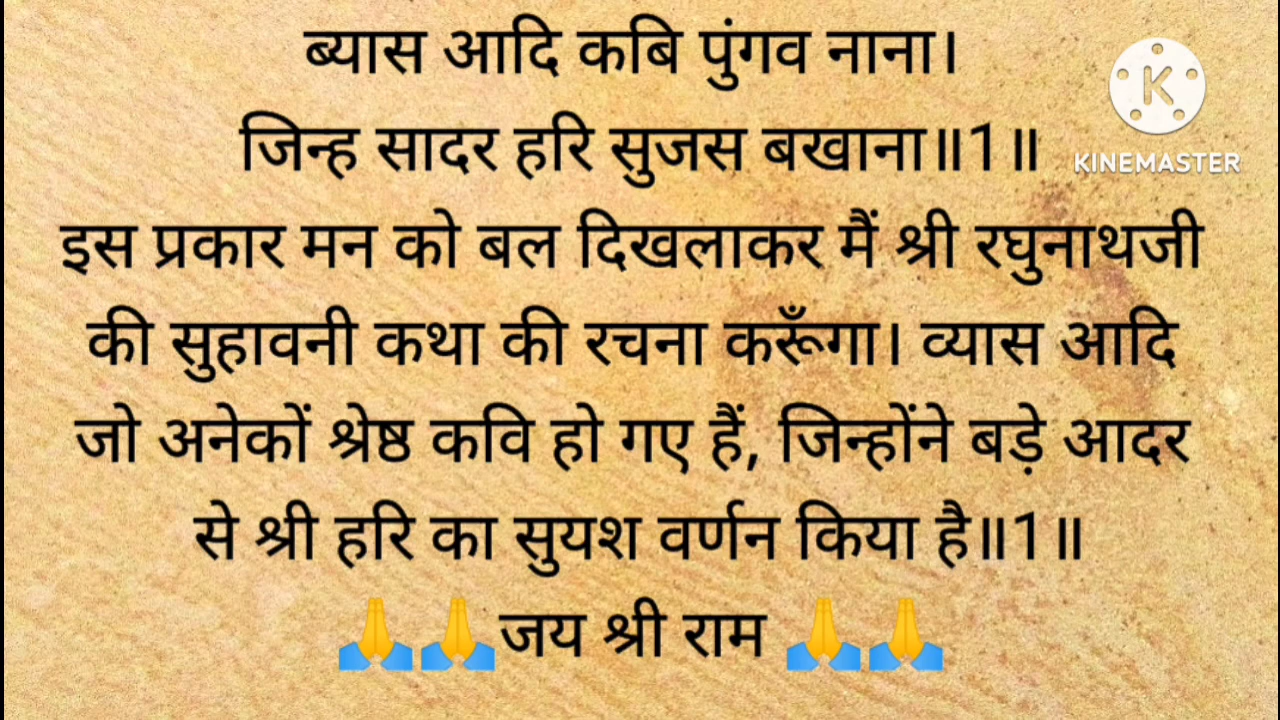 ब्यास आदि कबि पुंगव नाना।
जिन्ह सादर हरि सुजस बखाना॥1॥
K
KINEMASTER
इस प्रकार मन को बल दिखलाकर मैं श्री रघुनाथजी
की सुहावनी कथा की रचना करूँगा। व्यास आदि
जो अनेकों श्रेष्ठ कवि हो गए हैं, जिन्होंने बड़े आदर
से श्री हरि का सुयश वर्णन किया है॥1॥
🙏🙏जय श्री राम 🙏🙏